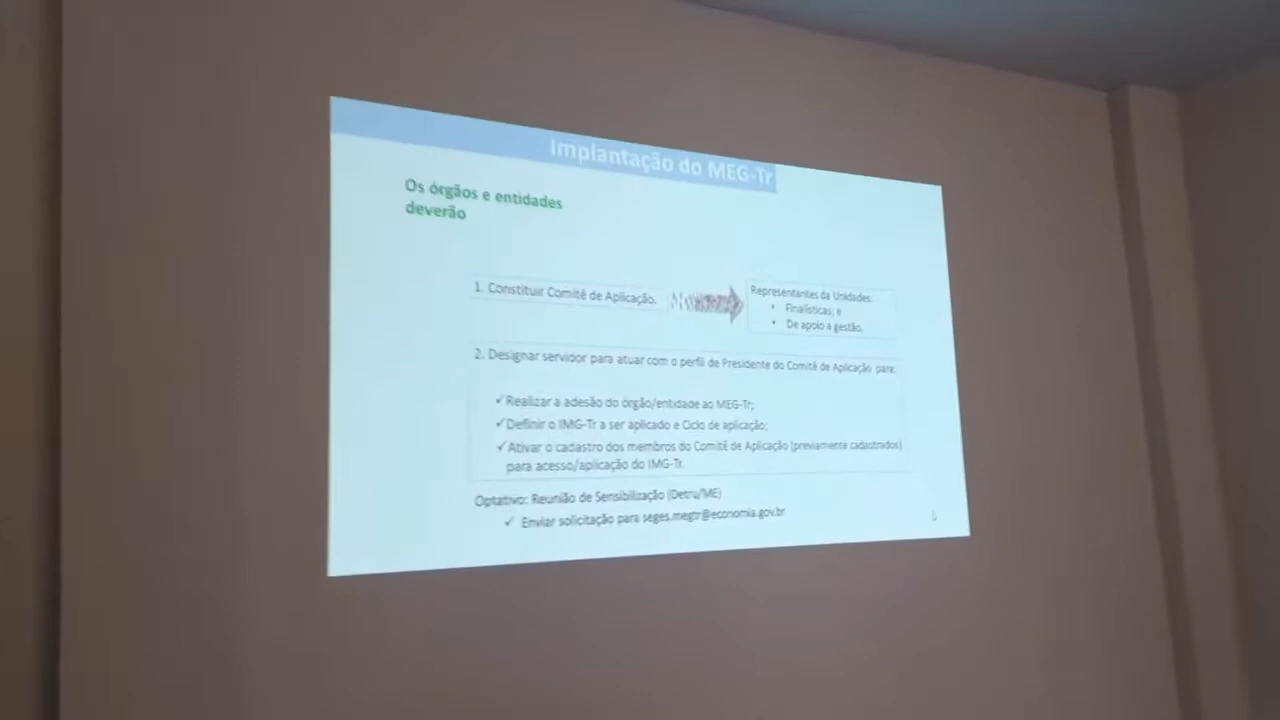 Implantação do MEG-Tr
Os órgãos e entidades
deverão
1. Constituir Comitê de Aplicação.
Representantes da Unidades:
• Finalísticas; e
• De apoio a gestão.
2. Designar servidor para atuar com o perfil de Presidente do Comitê de Aplicação para:
✓Realizar a adesão do órgão/entidade ao MEG-Tr;
✓Definir o IMG-Tr a ser aplicado e Ciclo de aplicação;
✓Ativar o cadastro dos membros do Comitê de Aplicação (previamente cadastrados)
para acesso/aplicação do IMG-Tr.
Optativo: Reunião de Sensibilização (Detru/ME)
✓ Enviar solicitação para seges.megtr@economia.gov.br